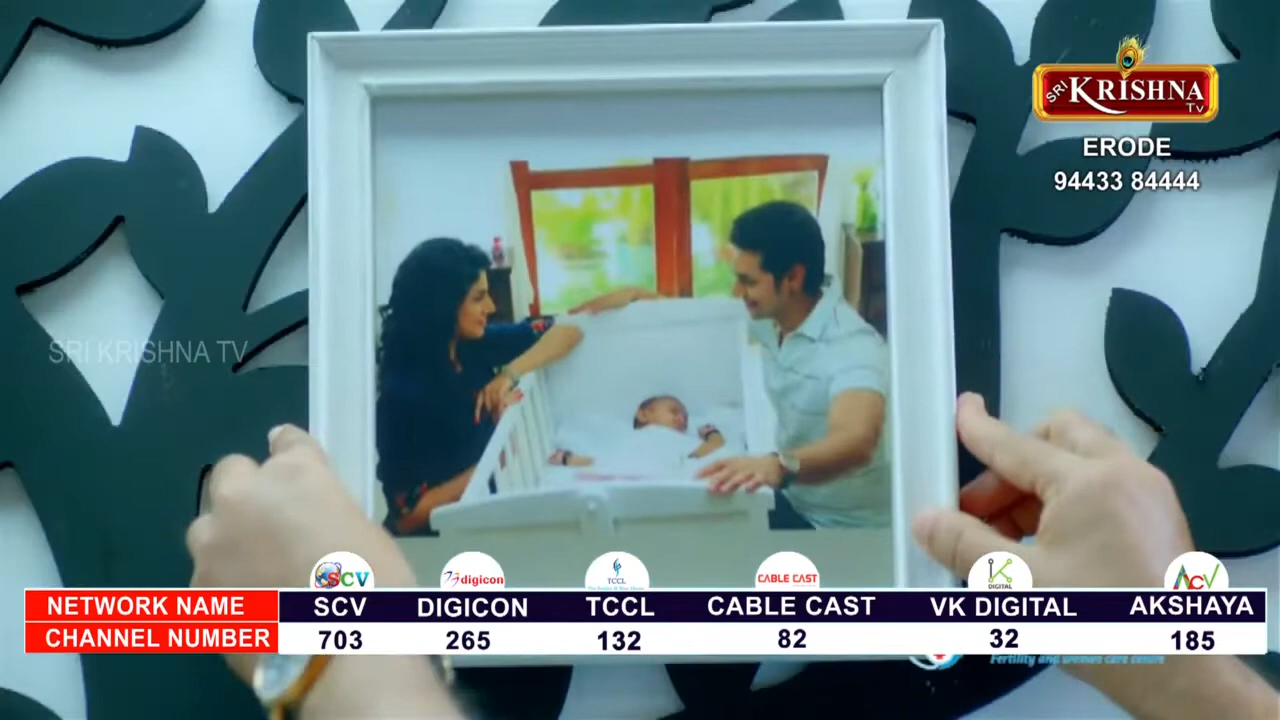 SRI KRISHNA TV
ERODE
94433 84444
SRI KRISHNA TV
SCV
digicon
TCCL
CABLE CAST
DIGITAL
ACV
NETWORK NAME SCV DIGICON TCCL CABLE CAST VK DIGITAL AKSHAYA
CHANNEL NUMBER 703 265 132 82 32 185
Fertility and women care centre